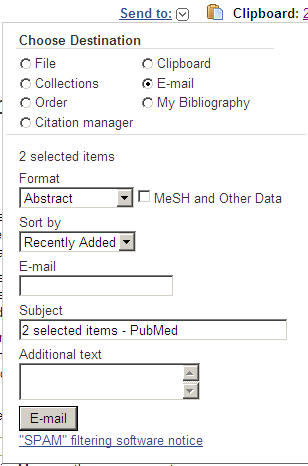 Send to: Clipboard: 2
Choose Destination
File Clipboard
Collections E-mail
Order My Bibliography
Citation manager
2 selected items
Format
Abstract MeSH and Other Data
Sort by
Recently Added
E-mail
Subject
2 selected items - PubMed
Additional text
E-mail
"SPAM" filtering software notice